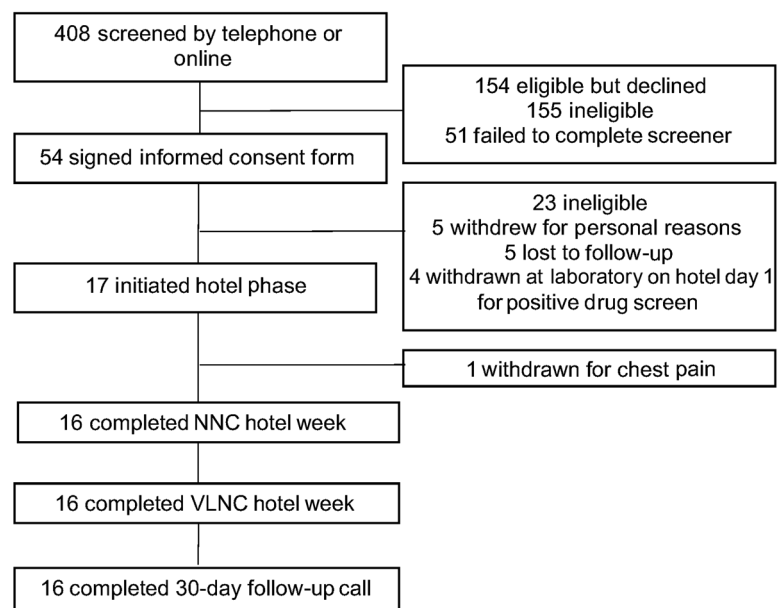 408 screened by telephone or
online
154 eligible but declined
155 ineligible
51 failed to complete screener
54 signed informed consent form
23 ineligible
5 withdrew for personal reasons
5 lost to follow-up
4 withdrawn at laboratory on hotel day 1
for positive drug screen
17 initiated hotel phase
1 withdrawn for chest pain
16 completed NNC hotel week
16 completed VLNC hotel week
16 completed 30-day follow-up call